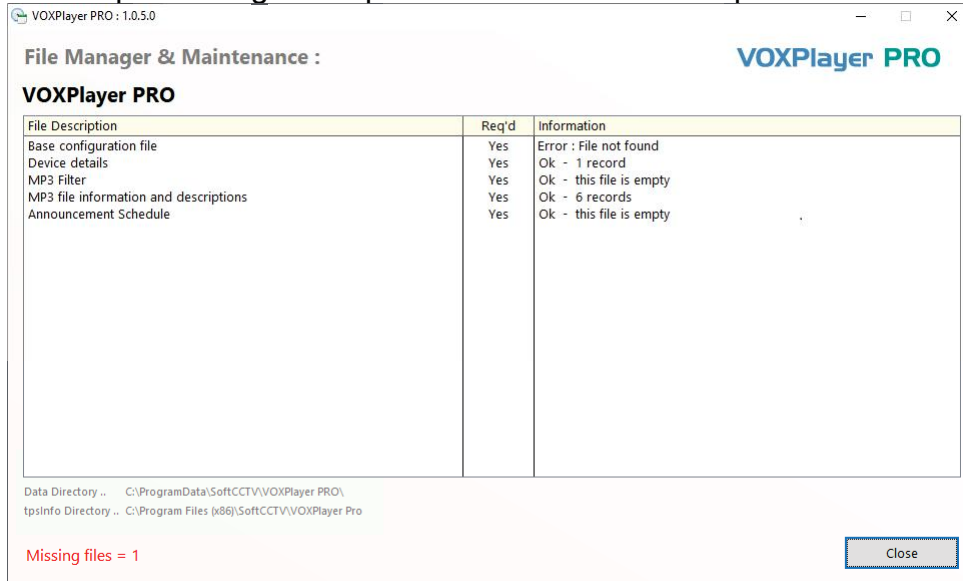 VOXPlayer PRO : 1.0.5.0
File Manager & Maintenance :
VOXPlayer PRO
VOXPlayer PRO
File Description Req'd Information
Base configuration file Yes Error : File not found
Device details Yes Ok - 1 record
MP3 Filter Yes Ok - this file is empty
MP3 file information and descriptions Yes Ok - 6 records
Announcement Schedule Yes Ok - this file is empty
Data Directory .. C:\ProgramData\SoftCCTV\VOXPlayer PRO\
tpsInfo Directory .. C:\Program Files (x86)\SoftCCTV\VOXPlayer Pro
Missing files = 1
Close